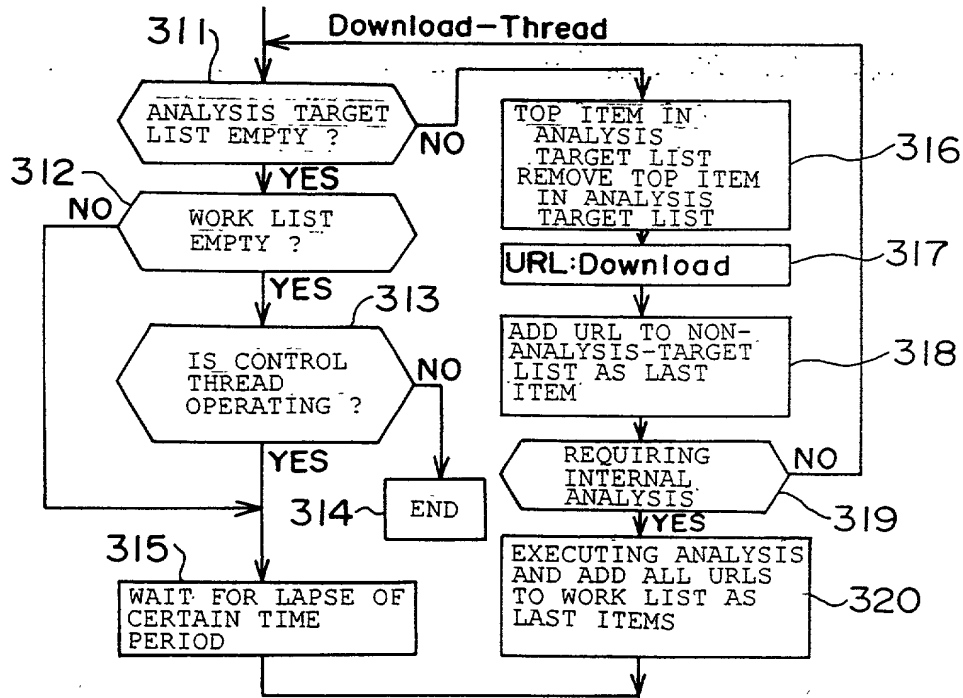 Download-Thread
311
ANALYSIS TARGET
LIST EMPTY ?
NO
YES
312
NO
WORK LIST
EMPTY ?
YES
313
IS CONTROL
THREAD
OPERATING ?
NO
YES
314
END
315
WAIT FOR LAPSE OF
CERTAIN TIME
PERIOD
TOP ITEM IN
ANALYSIS
TARGET LIST
REMOVE TOP ITEM
IN ANALYSIS
TARGET LIST
316
URL:Download
317
ADD URL TO NON-
ANALYSIS-TARGET
LIST AS LAST
ITEM
318
REQUIRING
INTERNAL
ANALYSIS
NO
319
YES
EXECUTING ANALYSIS
AND ADD ALL URLS
TO WORK LIST AS
LAST ITEMS
320